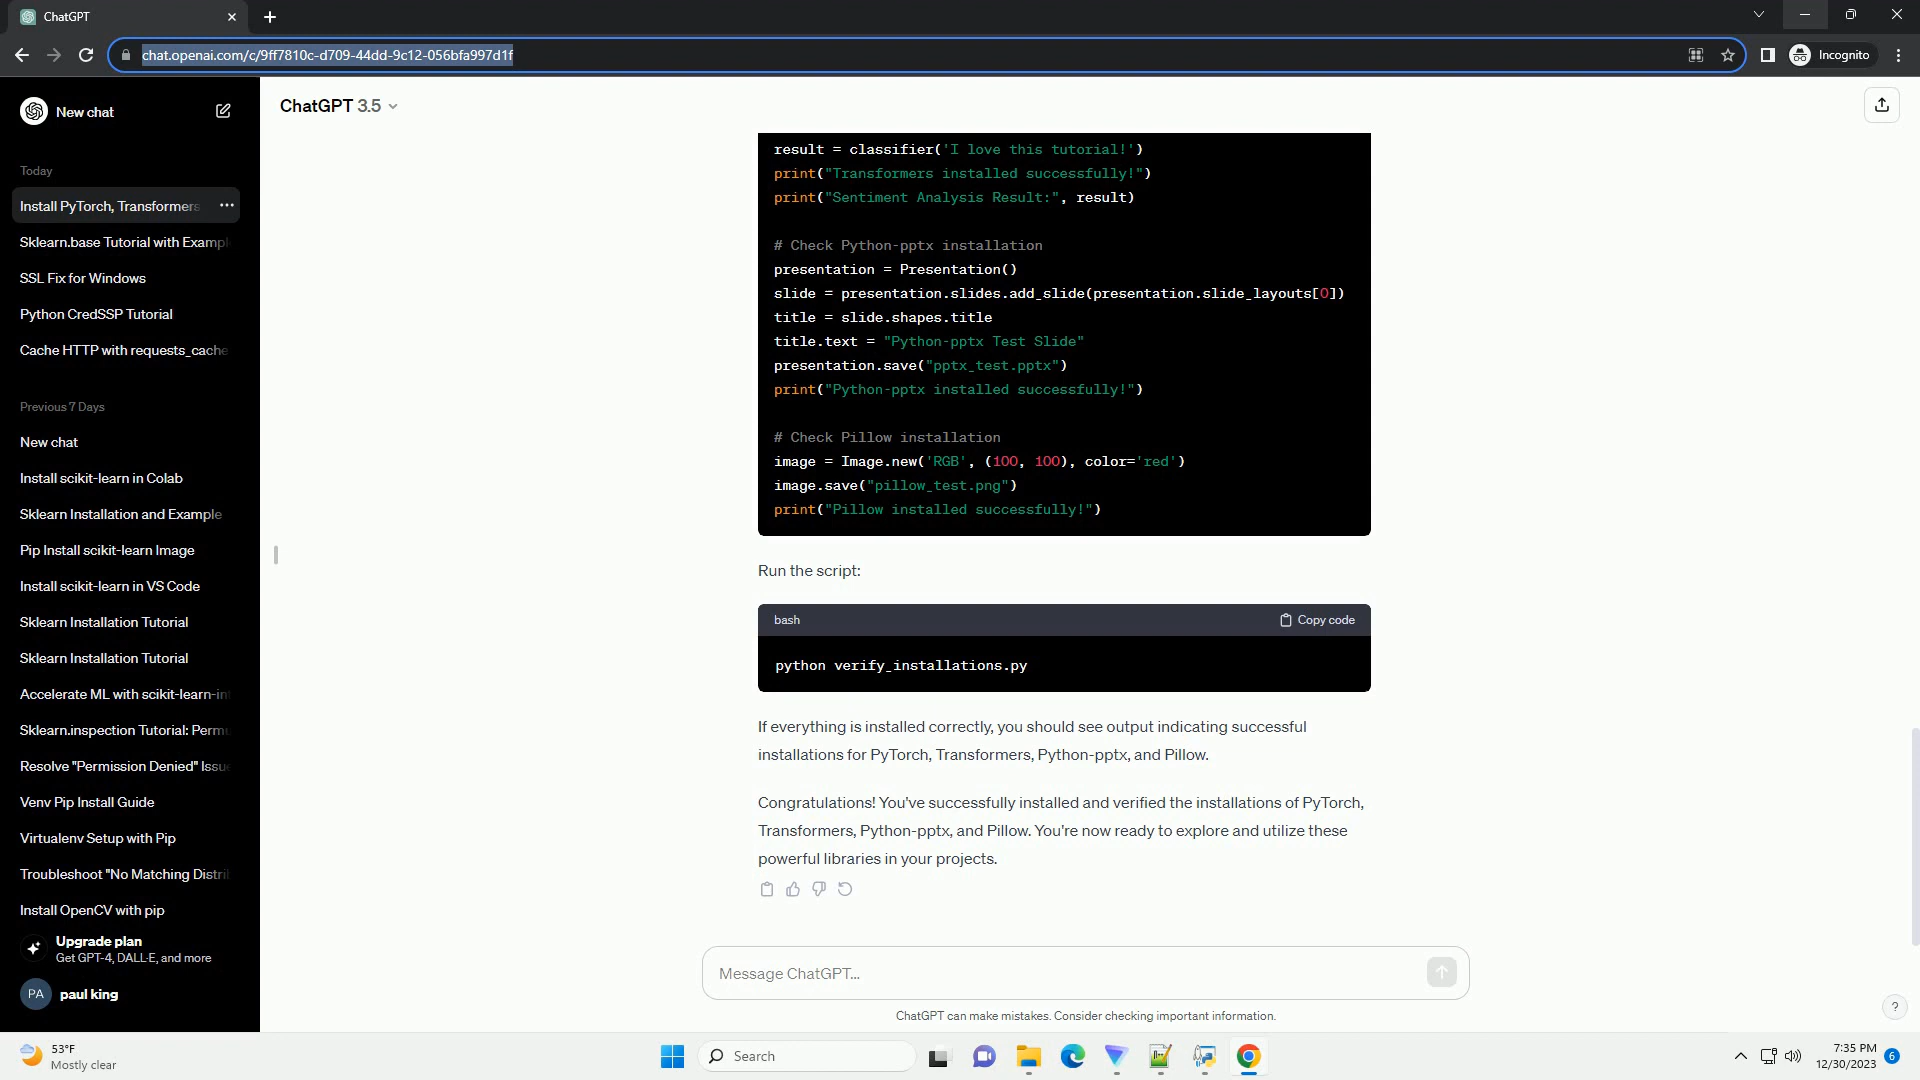 ChatGPT
chat.openai.com/c/9ff7810c-d709-44dd-9c12-056bfa997d1f
Incognito
New chat
ChatGPT 3.5
Today
Install PyTorch, Transformers
Sklearn.base Tutorial with Exampl
SSL Fix for Windows
Python CredSSP Tutorial
Cache HTTP with requests_cache
Previous 7 Days
New chat
Install scikit-learn in Colab
Sklearn Installation and Example
Pip Install scikit-learn Image
Install scikit-learn in VS Code
Sklearn Installation Tutorial
Sklearn Installation Tutorial
Accelerate ML with scikit-learn-in
Sklearn.inspection Tutorial: Permu
Resolve "Permission Denied" Issue
Venv Pip Install Guide
Virtualenv Setup with Pip
Troubleshoot "No Matching Distri
Install OpenCV with pip
Upgrade plan
Get GPT-4, DALL·E, and more
PA paul king
result = classifier('I love this tutorial!')
print("Transformers installed successfully!")
print("Sentiment Analysis Result:", result)
# Check Python-pptx installation
presentation = Presentation()
slide = presentation.slides.add_slide(presentation.slide_layouts[0])
title = slide.shapes.title
title.text = "Python-pptx Test Slide"
presentation.save("pptx_test.pptx")
print("Python-pptx installed successfully!")
# Check Pillow installation
image = Image.new('RGB', (100, 100), color='red')
image.save("pillow_test.png")
print("Pillow installed successfully!")
Run the script:
bash Copy code
python verify_installations.py
If everything is installed correctly, you should see output indicating successful
installations for PyTorch, Transformers, Python-pptx, and Pillow.
Congratulations! You've successfully installed and verified the installations of PyTorch,
Transformers, Python-pptx, and Pillow. You're now ready to explore and utilize these
powerful libraries in your projects.
Message ChatGPT...
ChatGPT can make mistakes. Consider checking important information.
?
53°F
Mostly clear
Search
7:35 PM
12/30/2023
6